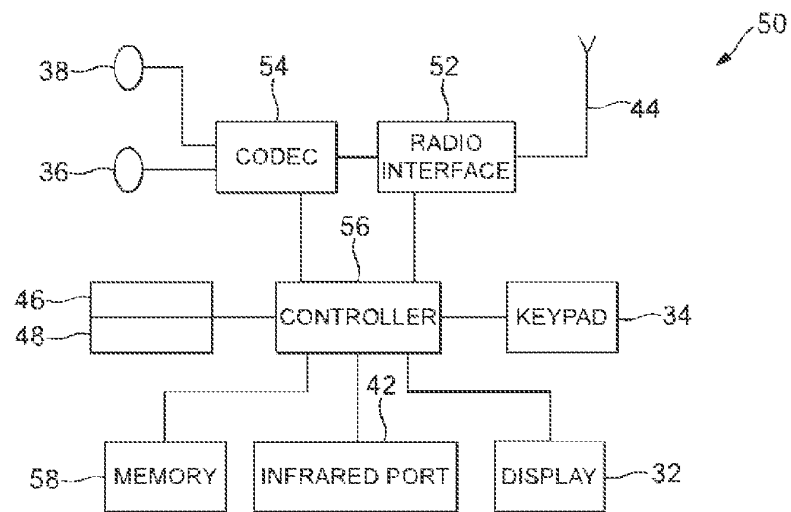 50
38
54
52
44
CODEC
RADIO
INTERFACE
36
56
46
48
CONTROLLER
KEYPAD
34
42
58
MEMORY
INFRARED PORT
DISPLAY
32